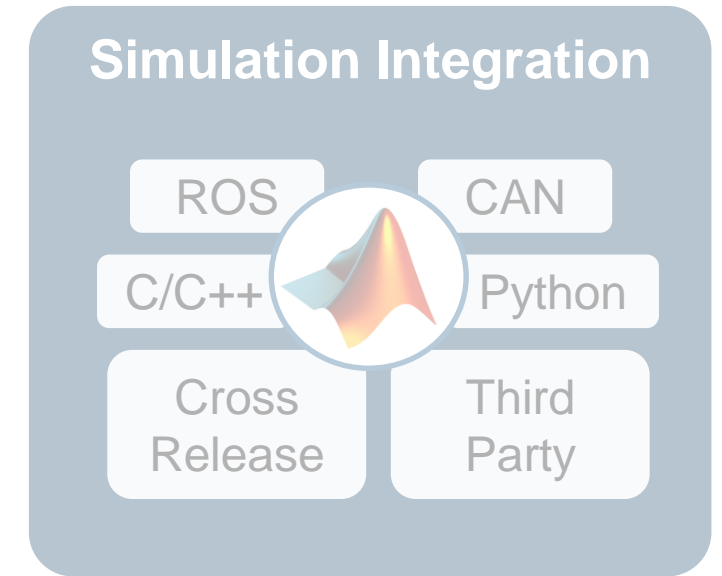 Simulation Integration
ROS
CAN
C/C++
Python
Cross
Release
Third
Party